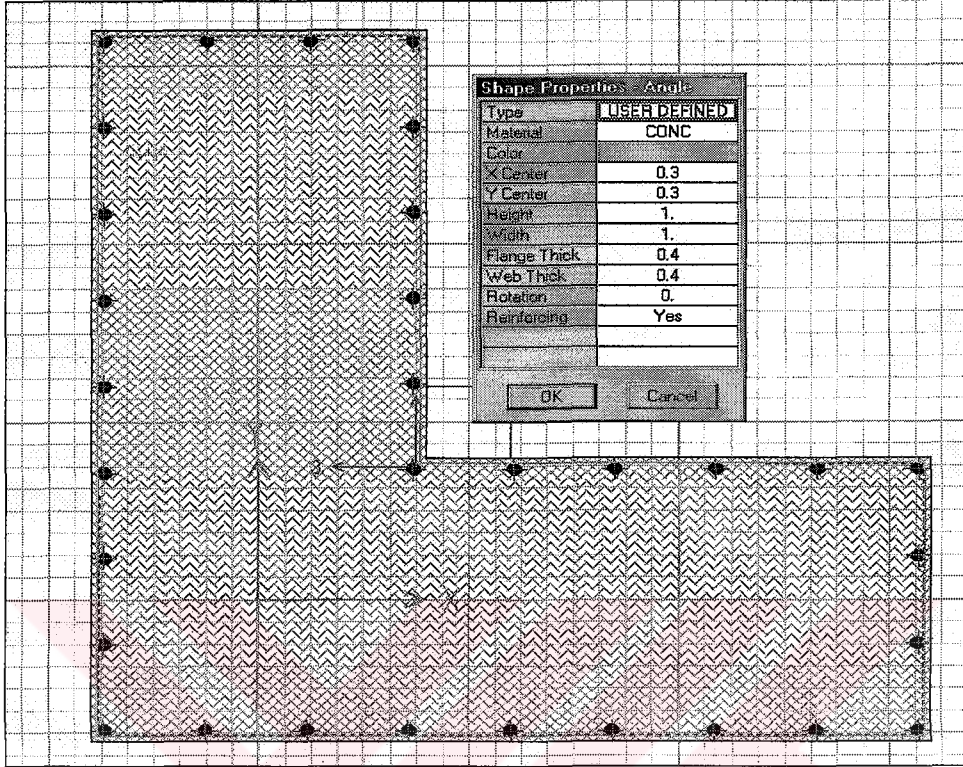 Shape Properties - Angle
Type USER DEFINED
Material CONC
Color
X Center 0.3
Y Center 0.3
Height 1.
Width 1.
Flange Thick 0.4
Web Thick 0.4
Rotation 0.
Reinforcing Yes
OK Cancel
Y
3
X